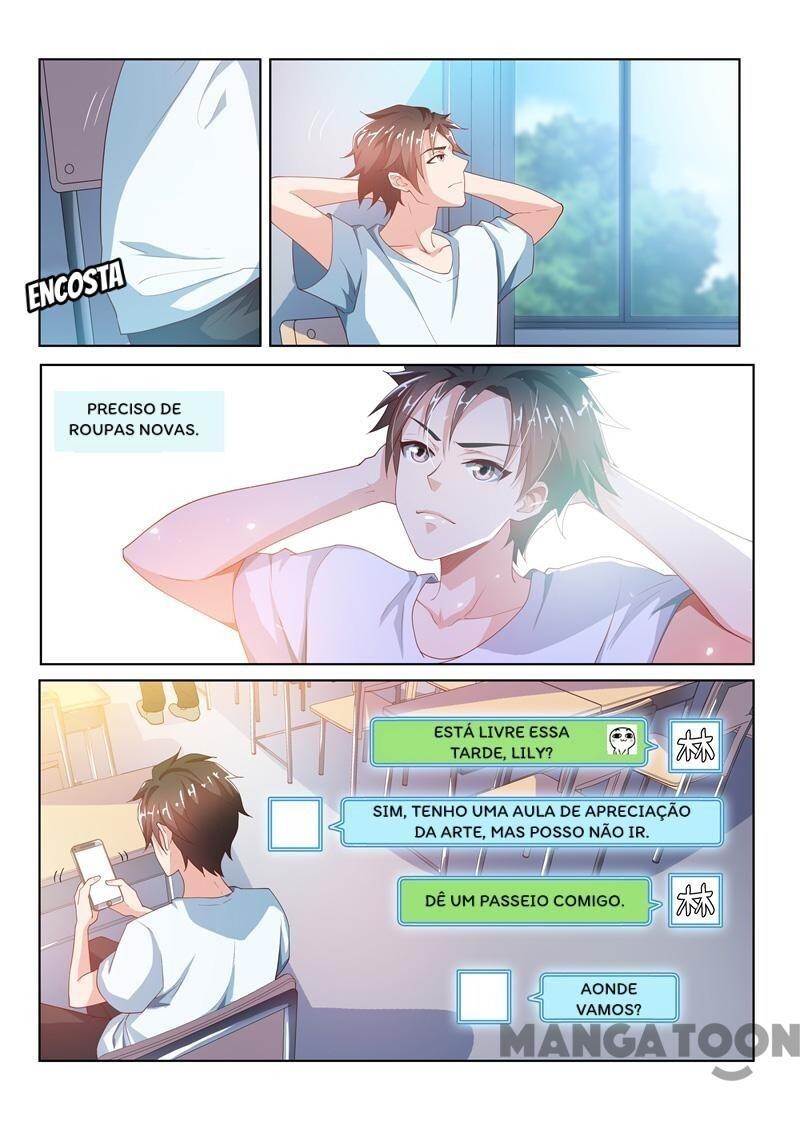 ENCOSTA
PRECISO DE
ROUPAS NOVAS.
ESTÁ LIVRE ESSA
TARDE, LILY?
林
SIM, TENHO UMA AULA DE APRECIAÇÃO
DA ARTE, MAS POSSO NÃO IR.
DÊ UM PASSEIO COMIGO.
林
AONDE
VAMOS?
MANGATOON